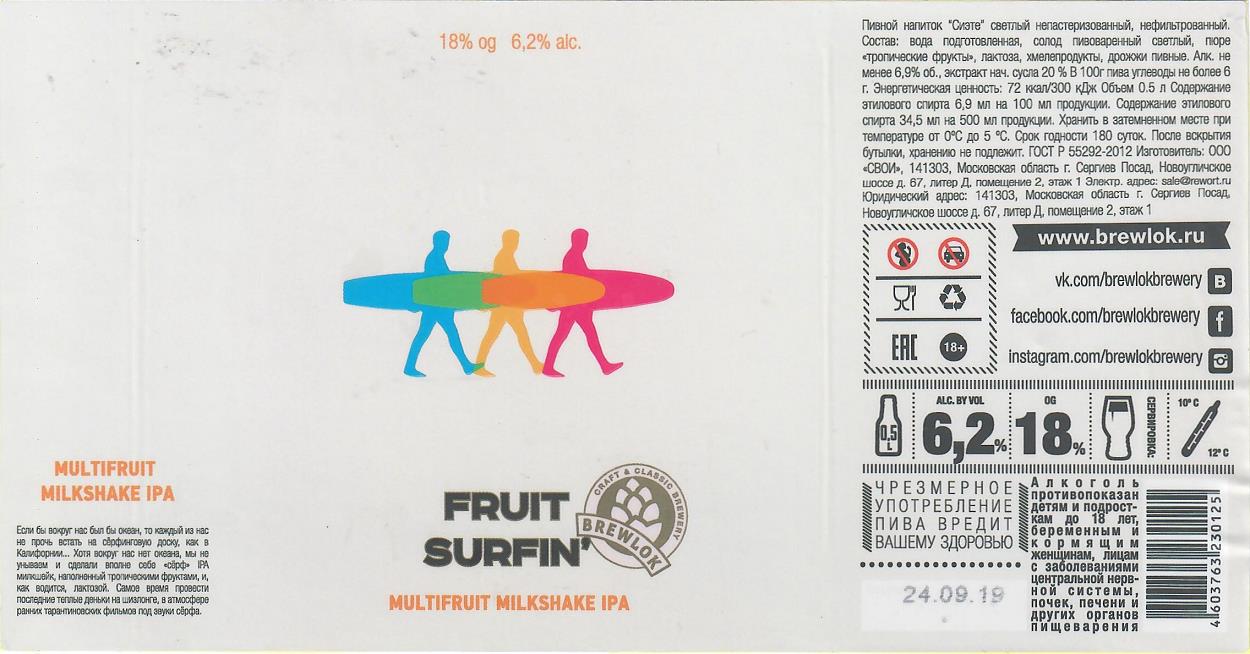 18% og 6,2% alc.
MULTIFRUIT
MILKSHAKE IPA
Если бы вокруг нас был бы океан, то каждый из нас
не прочь встать на сёрфинговую доску, как в
Калифорнии... Хотя вокруг нас нет океана, мы не
унываем и сделали вполне себе «сёрф» IPA
милкшейк, наполненный тропическими фруктами, и,
как водится, лактозой. Самое время провести
последние теплые деньки на шизлонге, в атмосфере
ранних тарантиновских фильмов под звуки сёрфа.
FRUIT
SURFIN'
CRAFT & CLASSIC BREWERY
BREWLOK
MULTIFRUIT MILKSHAKE IPA
Пивной напиток "Сиэте" светлый непастеризованный, нефильтрованный.
Состав: вода подготовленная, солод пивоваренный светлый, пюре
«тропические фрукты», лактоза, хмелепродукты, дрожжи пивные. Алк. не
менее 6,9% об., экстракт нач. сусла 20 % В 100г пива углеводы не более 6
г. Энергетическая ценность: 72 ккал/300 кДж Объем 0.5 л Содержание
этилового спирта 6,9 мл на 100 мл продукции. Содержание этилового
спирта 34,5 мл на 500 мл продукции. Хранить в затемненном месте при
температуре от 0°С до 5 °С. Срок годности 180 суток. После вскрытия
бутылки, хранению не подлежит. ГОСТ Р 55292-2012 Изготовитель: ООО
«СВОИ», 141303, Московская область г. Сергиев Посад, Новоугличское
шоссе д. 67, литер Д, помещение 2, этаж 1 Электр. адрес: sale@rewort.ru
Юридический адрес: 141303, Московская область г. Сергиев Посад,
Новоугличское шоссе д. 67, литер Д, помещение 2, этаж 1
www.brewlok.ru
vk.com/brewlokbrewery
facebook.com/brewlokbrewery
instagram.com/brewlokbrewery
EAC 18+
0,5 L
ALC. BY VOL
6,2%
OG
18%
СЕРВИРОВКА:
10° C
12° C
ЧРЕЗМЕРНОЕ
УПОТРЕБЛЕНИЕ
ПИВА ВРЕДИТ
ВАШЕМУ ЗДОРОВЬЮ
24.09.19
Алкоголь
противопоказан
детям и подрост-
кам до 18 лет,
беременным и
кормящим
женщинам, лицам
с заболеваниями
центральной нерв-
ной системы,
почек, печени и
других органов
пищеварения
4 603763 230125